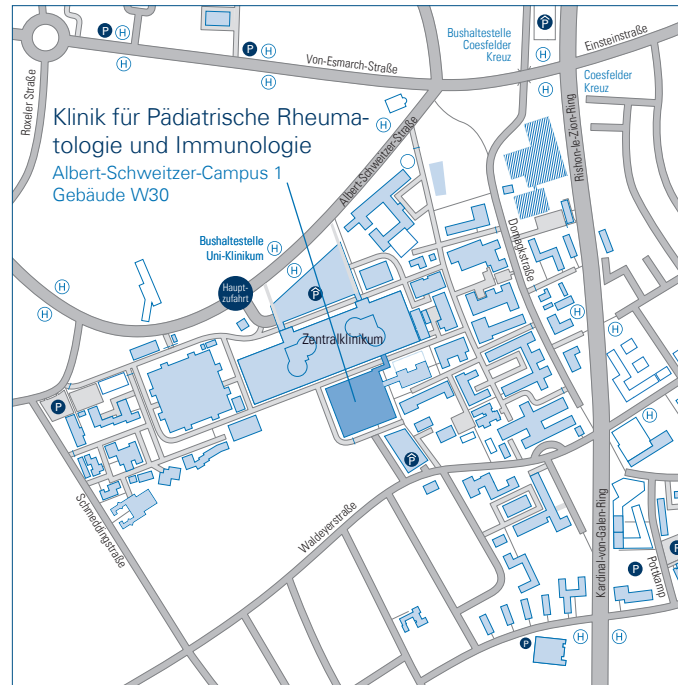 P
H
H
H
P
H
Bushaltestelle
Coesfelder
Kreuz
P
H
Einsteinstraße
Von-Esmarch-Straße
H
H
Coesfelder
Kreuz
H
Roxeler Straße
Klinik für Pädiatrische Rheuma-
tologie und Immunologie
Albert-Schweitzer-Campus 1
Gebäude W30
H
Albert-Schweitzer-Straße
Rishon-le-Zion-Ring
Domagkstraße
Bushaltestelle
Uni-Klinikum
H
H
Haupt-
zufahrt
P
H
H
H
H
Zentralklinikum
P
H
P
Schmeddingstraße
Waldeyerstraße
Kardinal-von-Galen-Ring
Pottkamp
P
P
P
H
H